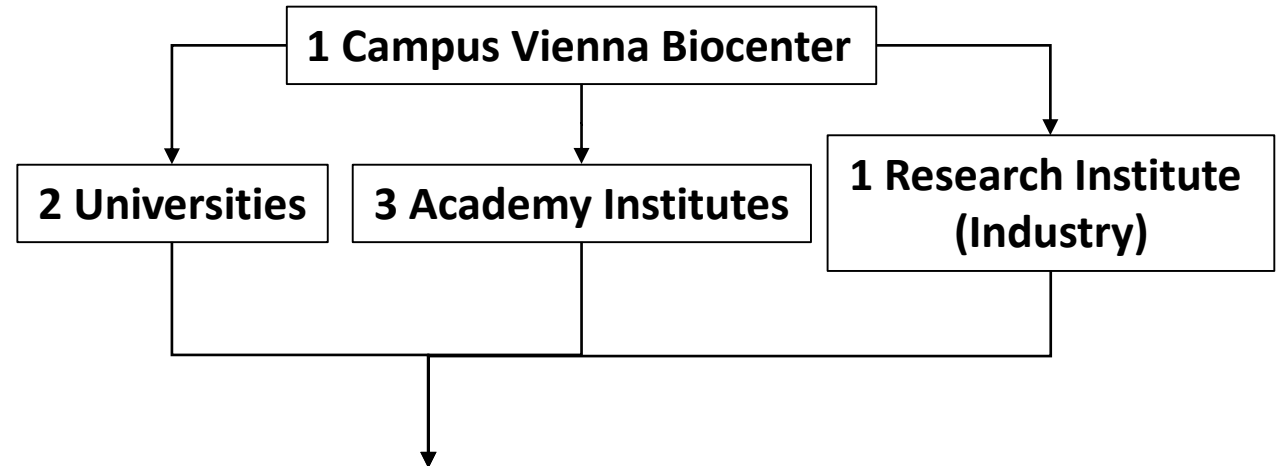 1 Campus Vienna Biocenter
2 Universities
3 Academy Institutes
1 Research Institute
(Industry)